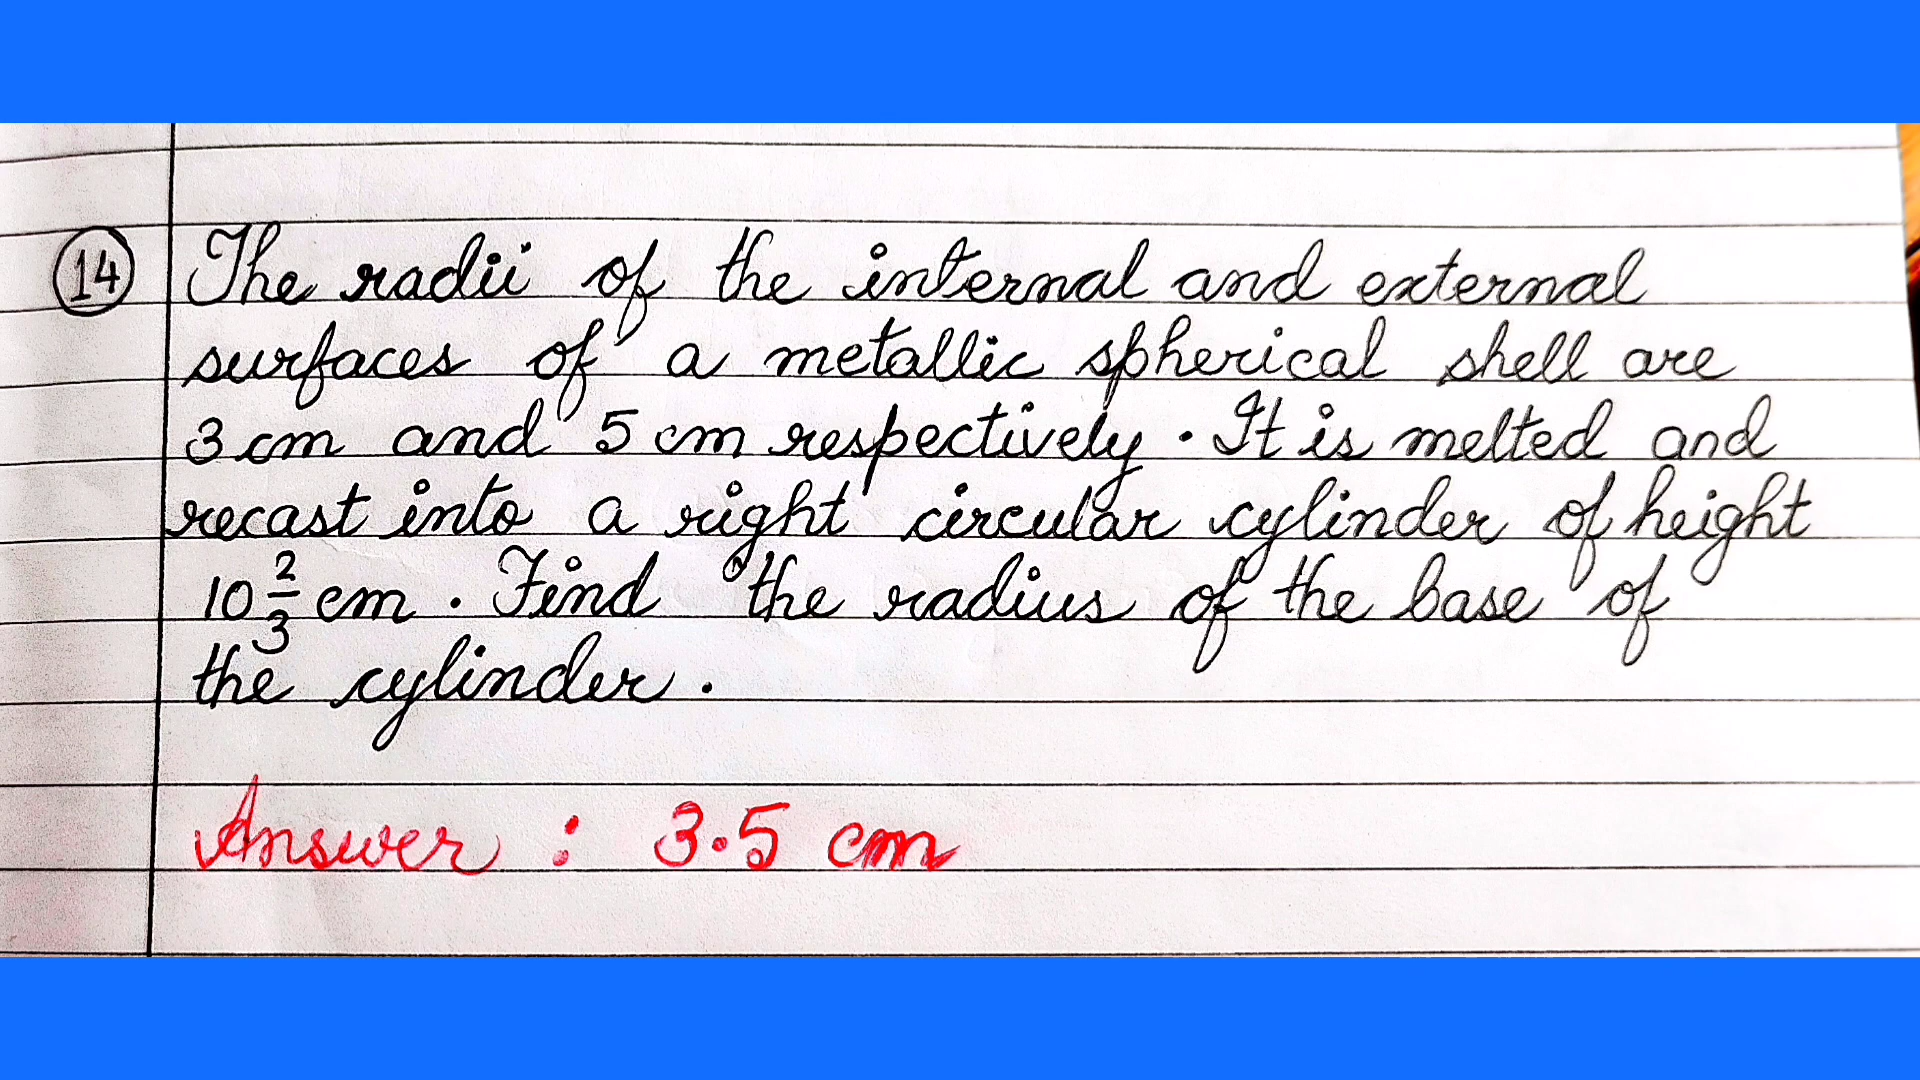 14 The radii of the internal and external
surfaces of a metallic spherical shell are
3 cm and 5 cm respectively. It is melted and
recast into a right circular cylinder of height
10 2/3 cm. Find the radius of the base of
the cylinder.
Answer : 3.5 cm